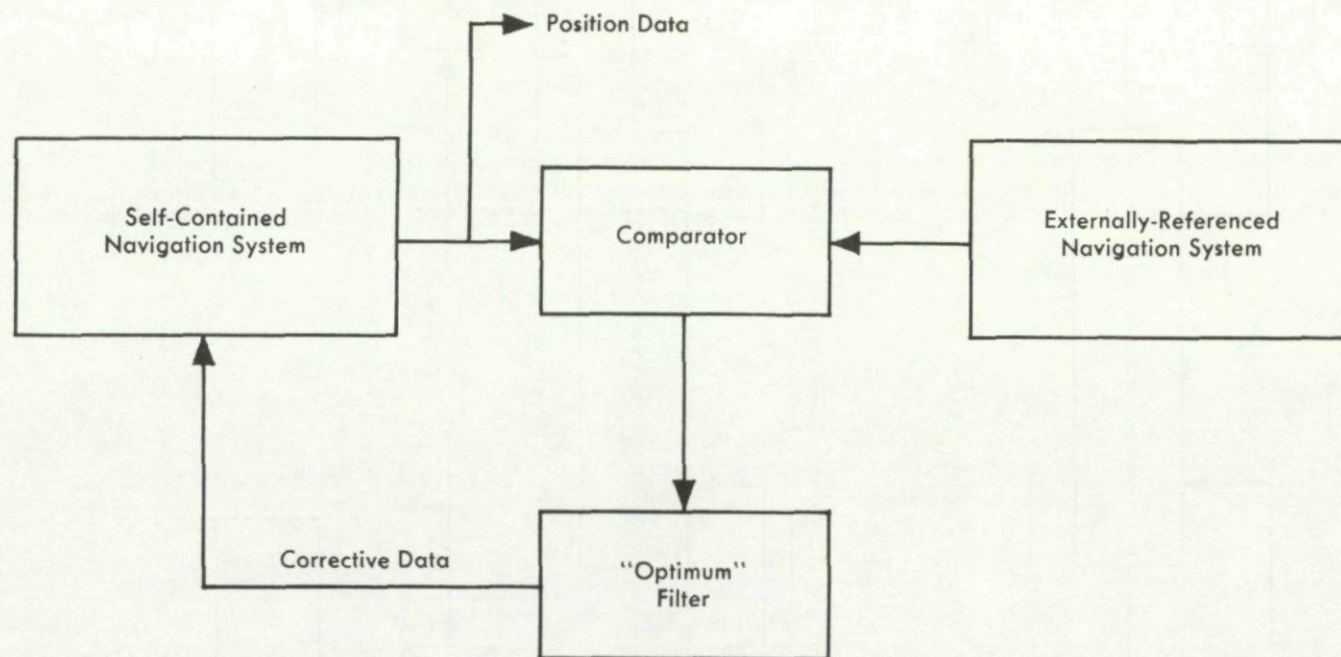 Position Data
Self-Contained
Navigation System
Comparator
Externally-Referenced
Navigation System
Corrective Data
"Optimum"
Filter